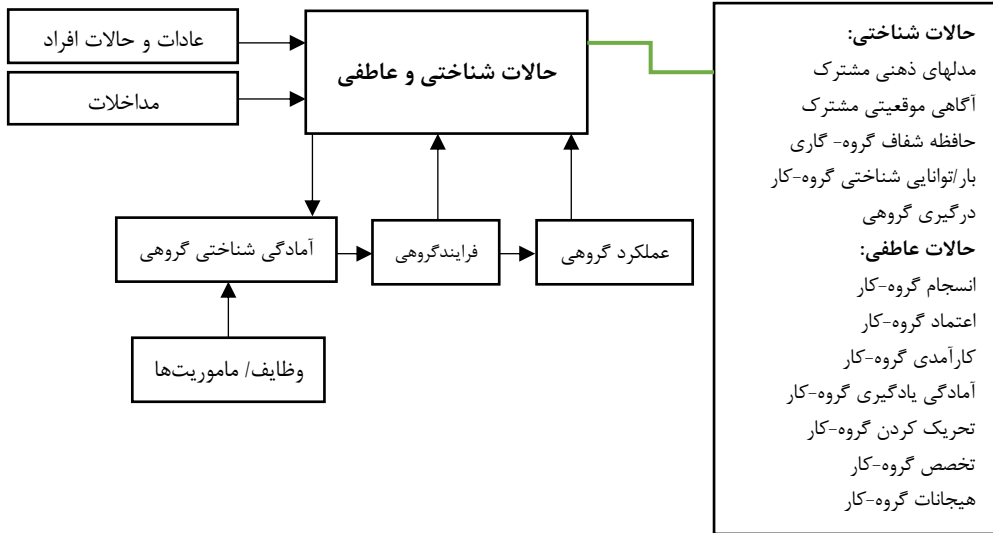 عادات و حالات افراد
مداخلات
حالات شناختی و عاطفی
آمادگی شناختی گروهی
فرایندگروهی
عملکرد گروهی
وظایف/ ماموریت‌ها
حالات شناختی:
مدلهای ذهنی مشترک
آگاهی موقعیتی مشترک
حافظه شفاف گروه- گاری
بار/توانایی شناختی گروه-کار
درگیری گروهی
حالات عاطفی:
انسجام گروه-کار
اعتماد گروه-کار
کارآمدی گروه-کار
آمادگی یادگیری گروه-کار
تحریک کردن گروه-کار
تخصص گروه-کار
هیجانات گروه-کار